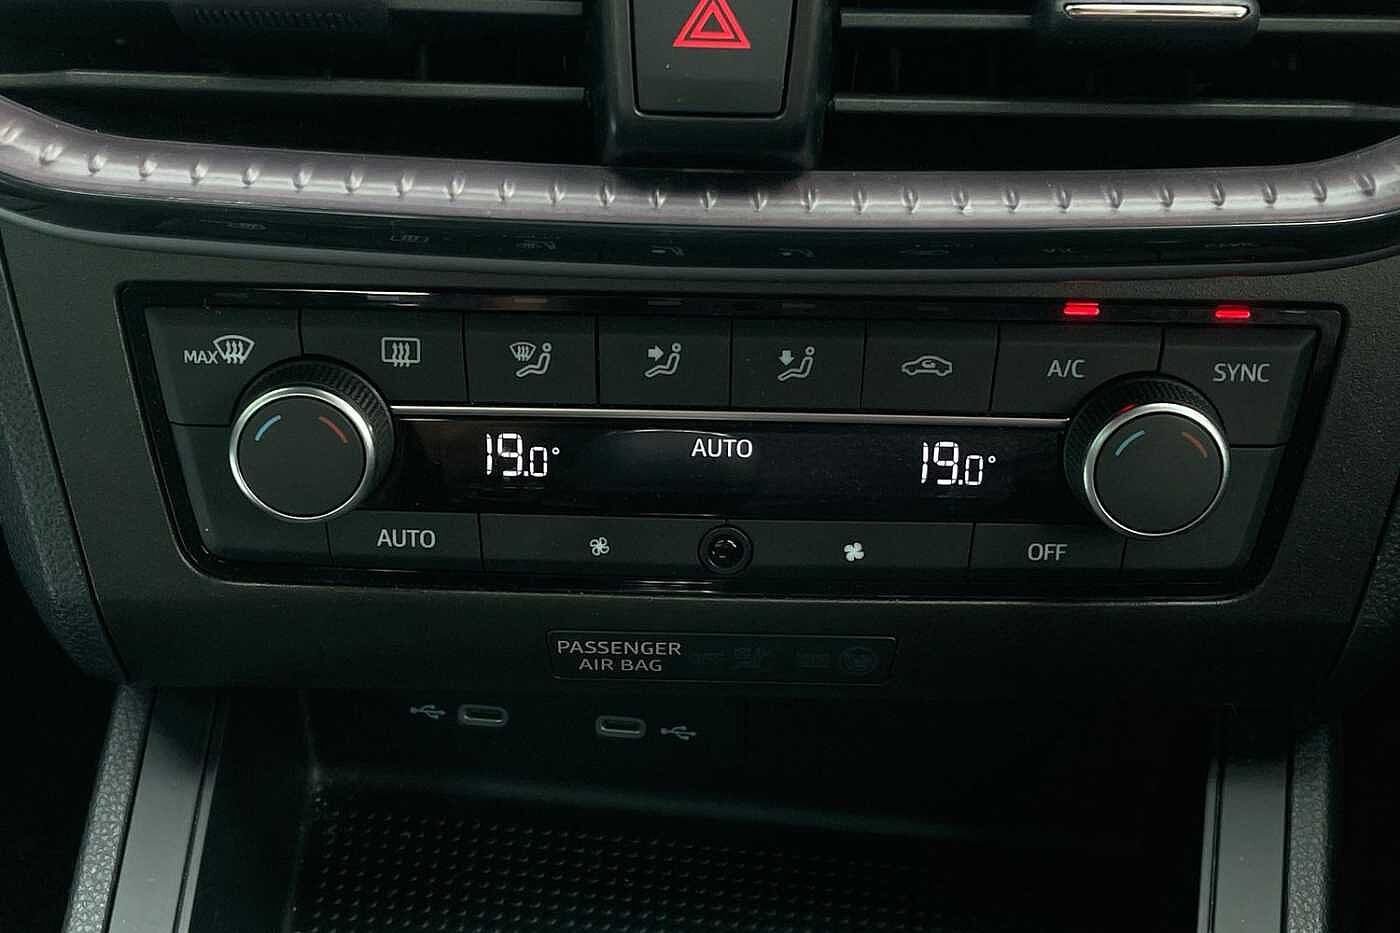 MAX
A/C
SYNC
19.0°
AUTO
19.0°
AUTO
OFF
PASSENGER
AIR BAG